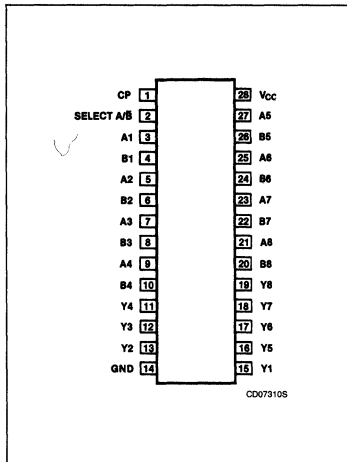 CP 1 28 VCC
SELECT A/B̅ 2 27 A5
A1 3 26 B5
B1 4 25 A6
A2 5 24 B6
B2 6 23 A7
A3 7 22 B7
B3 8 21 A8
A4 9 20 B8
B4 10 19 Y8
Y4 11 18 Y7
Y3 12 17 Y6
Y2 13 16 Y5
GND 14 15 Y1
CD07310S